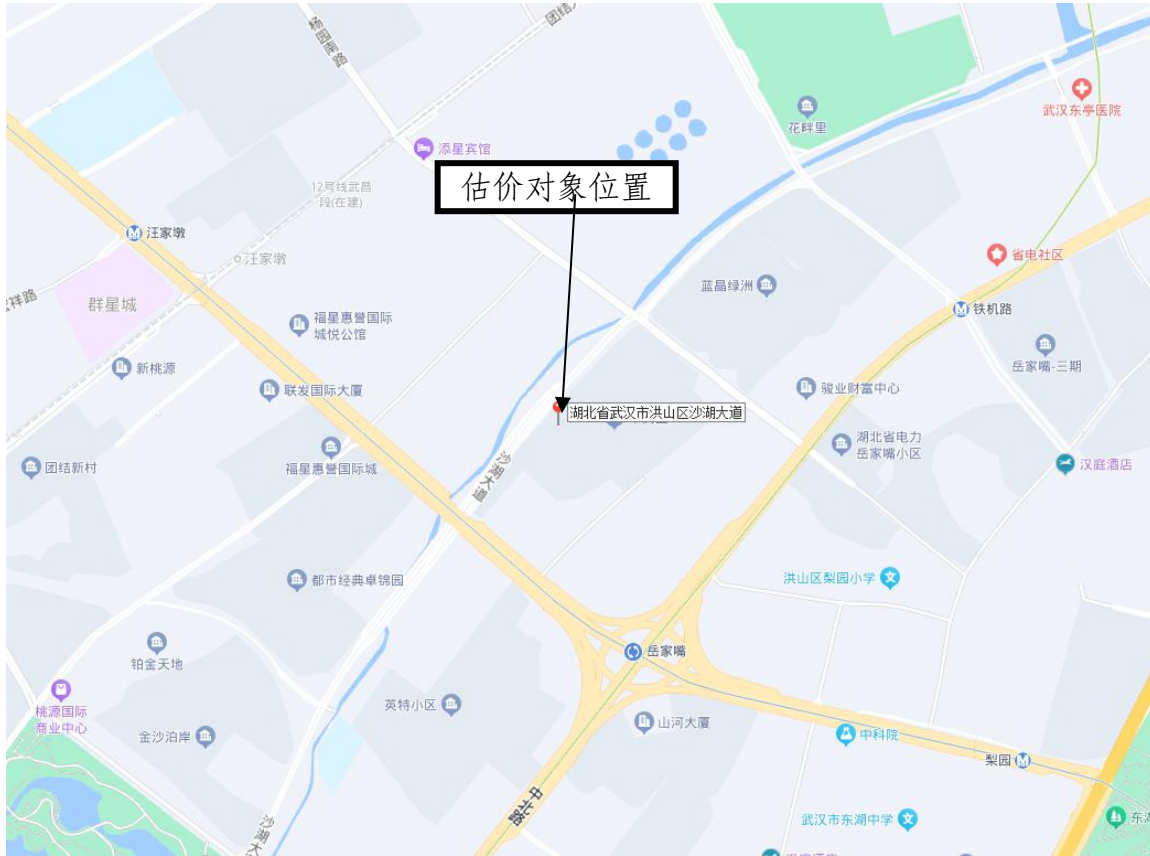 杨园南路
武汉东亭医院
花畔里
添星宾馆
估价对象位置
12号线武昌
段(在建)
汪家墩
汪家墩
省电社区
蓝晶绿洲
群星城
铁机路
福星惠誉国际
城悦公馆
新桃源
岳家嘴-三期
联发国际大厦
骏业财富中心
湖北省武汉市洪山区沙湖大道
湖北省电力
岳家嘴小区
团结新村
福星惠誉国际城
沙湖大道
汉庭酒店
都市经典卓锦园
洪山区梨园小学
铂金天地
岳家嘴
桃源国际
商业中心
英特小区
山河大厦
金沙泊岸
中科院
梨园
中北路
武汉市东湖中学
沙湖大